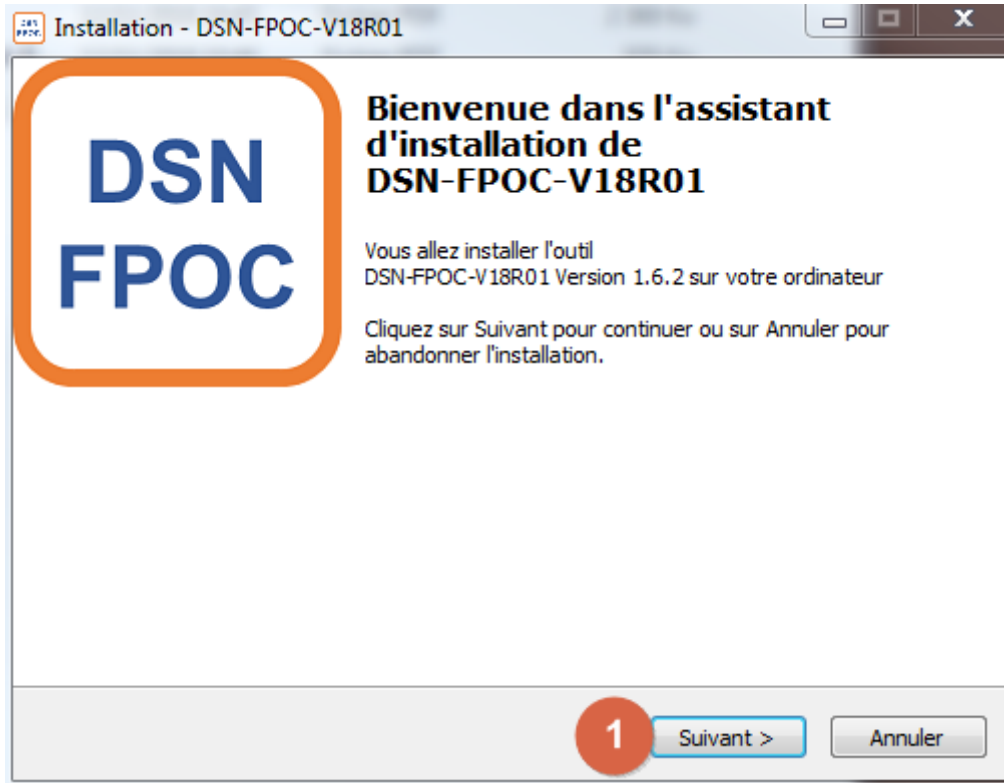 Installation - DSN-FPOC-V18R01
DSN
FPOC
Bienvenue dans l'assistant
d'installation de
DSN-FPOC-V18R01
Vous allez installer l'outil
DSN-FPOC-V18R01 Version 1.6.2 sur votre ordinateur
Cliquez sur Suivant pour continuer ou sur Annuler pour
abandonner l'installation.
1
Suivant >
Annuler